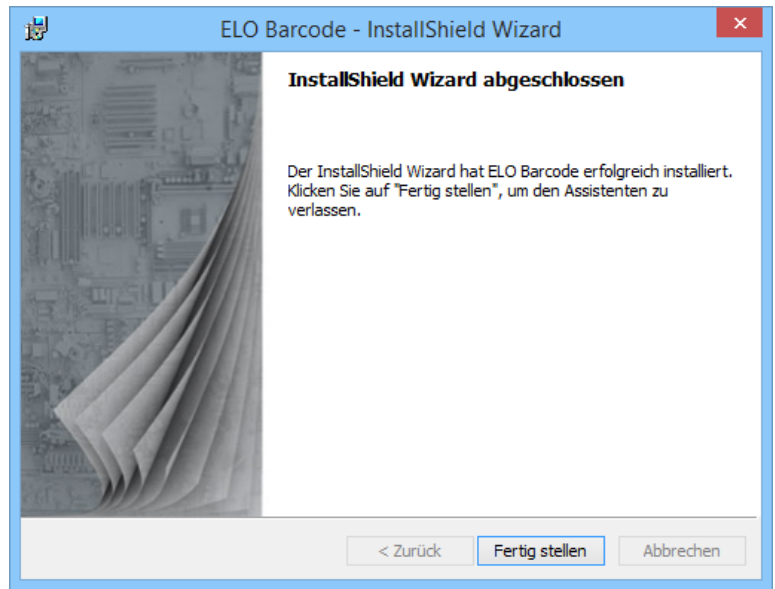 ELO Barcode - InstallShield Wizard
InstallShield Wizard abgeschlossen
Der InstallShield Wizard hat ELO Barcode erfolgreich installiert.
Klicken Sie auf "Fertig stellen", um den Assistenten zu
verlassen.
< Zurück Fertig stellen Abbrechen